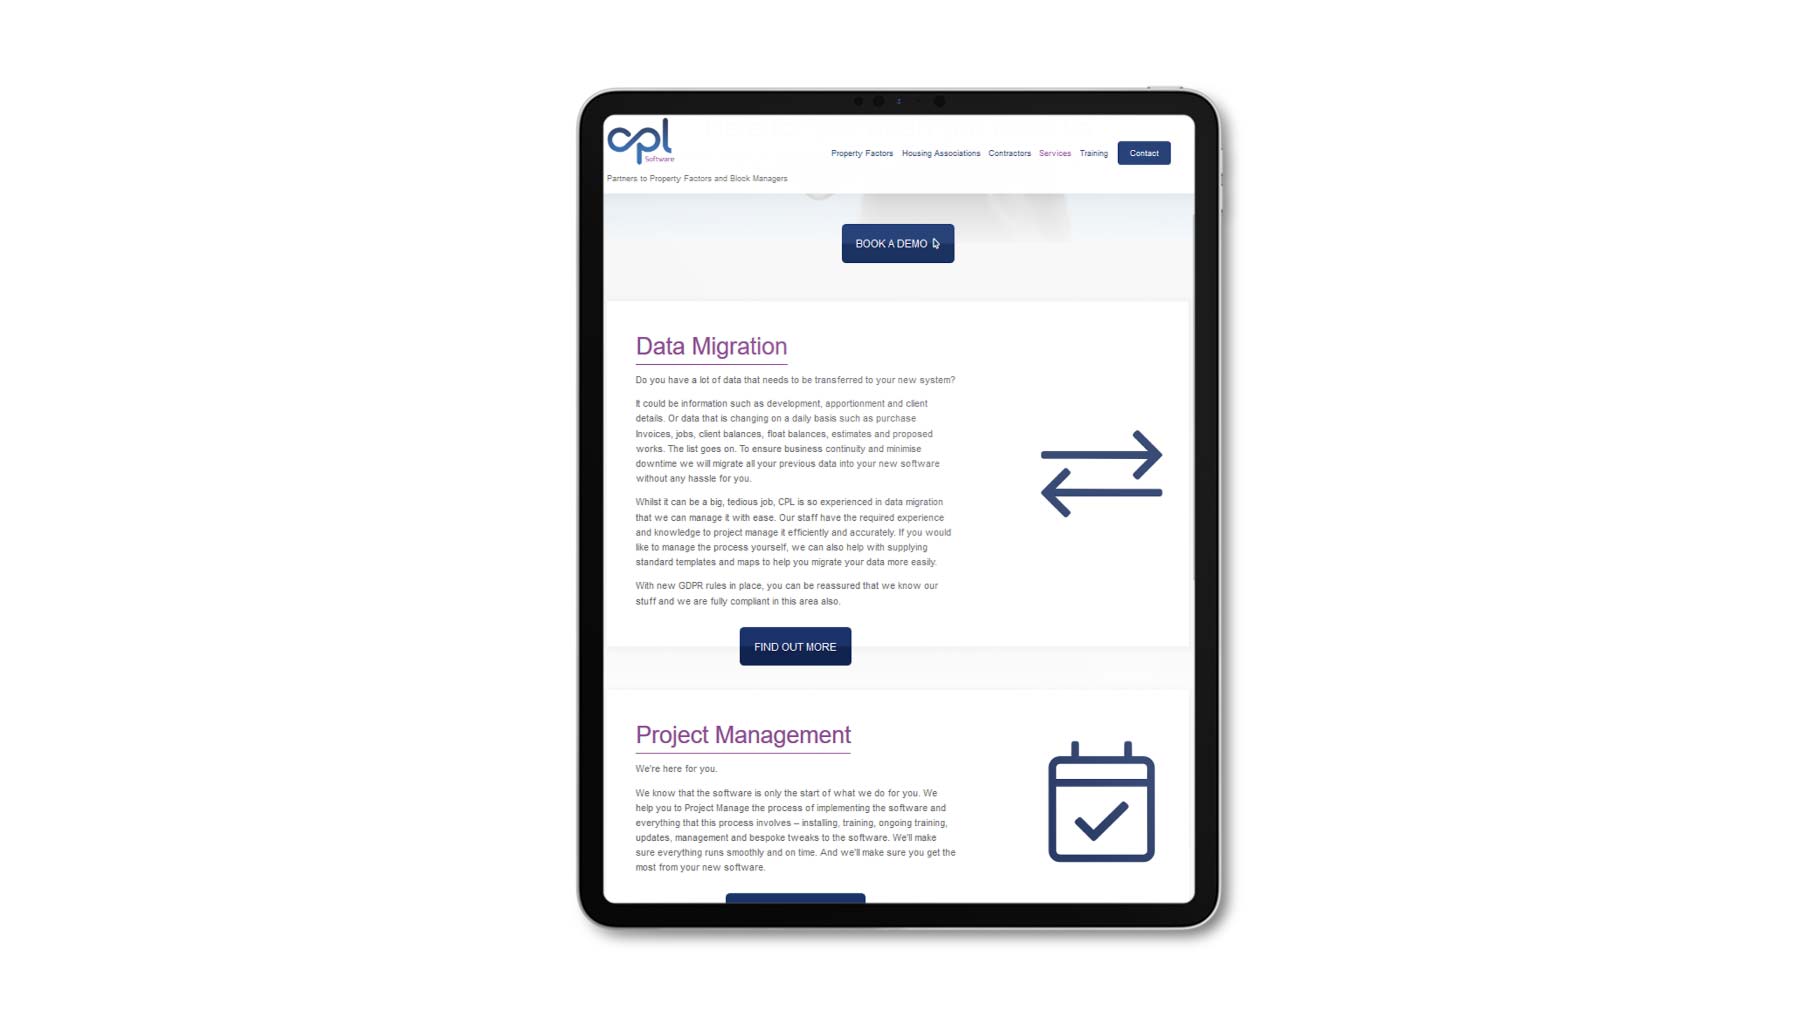 cpl
Software
Partners to Property Factors and Block Managers
Property Factors Housing Associations Contractors Services Training Contact
BOOK A DEMO
Data Migration
Do you have a lot of data that needs to be transferred to your new system?
It could be information such as development, apportionment and client
details. Or data that is changing on a daily basis such as purchase
Invoices, jobs, client balances, float balances, estimates and proposed
works. The list goes on. To ensure business continuity and minimise
downtime we will migrate all your previous data into your new software
without any hassle for you.
Whilst it can be a big, tedious job, CPL is so experienced in data migration
that we can manage it with ease. Our staff have the required experience
and knowledge to project manage it efficiently and accurately. If you would
like to manage the process yourself, we can also help with supplying
standard templates and maps to help you migrate your data more easily.
With new GDPR rules in place, you can be reassured that we know our
stuff and we are fully compliant in this area also.
FIND OUT MORE
Project Management
We're here for you.
We know that the software is only the start of what we do for you. We
help you to Project Manage the process of implementing the software and
everything that this process involves – installing, training, ongoing training,
updates, management and bespoke tweaks to the software. We'll make
sure everything runs smoothly and on time. And we'll make sure you get the
most from your new software.